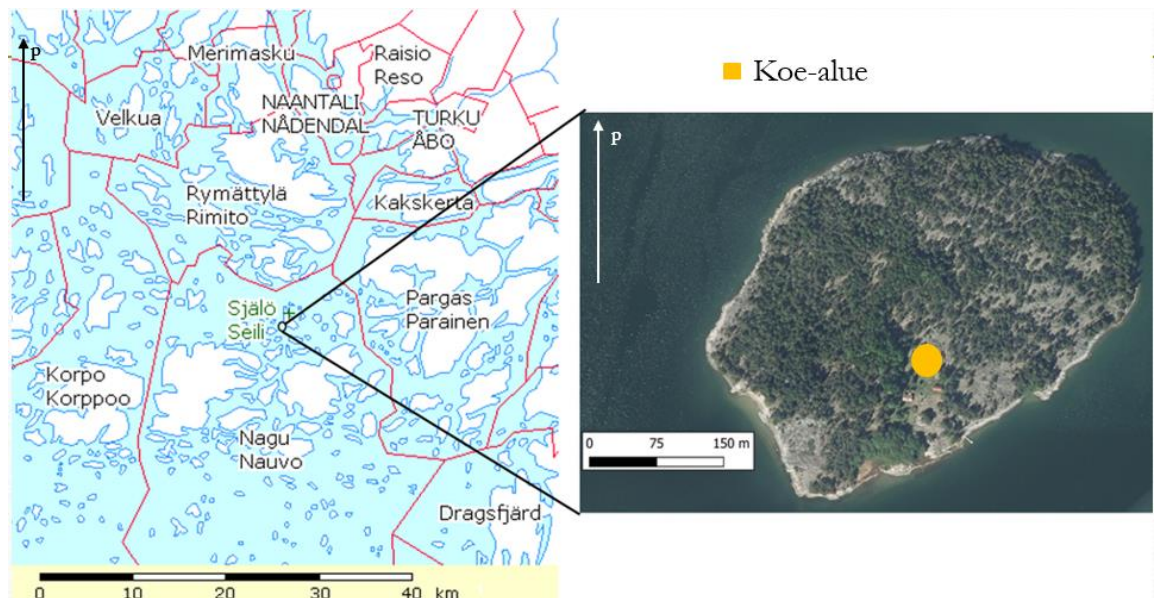 P
Merimasku
Raisio
Reso
Velkua
NAANTALI
NÅDENDAL
TURKU
ÅBO
Rymättylä
Rimito
Kakskerta
Själö
Seili
Pargas
Parainen
Korpo
Korppoo
Nagu
Nauvo
Dragsfjärd
0 10 20 30 40 km
Koe-alue
P
0 75 150 m